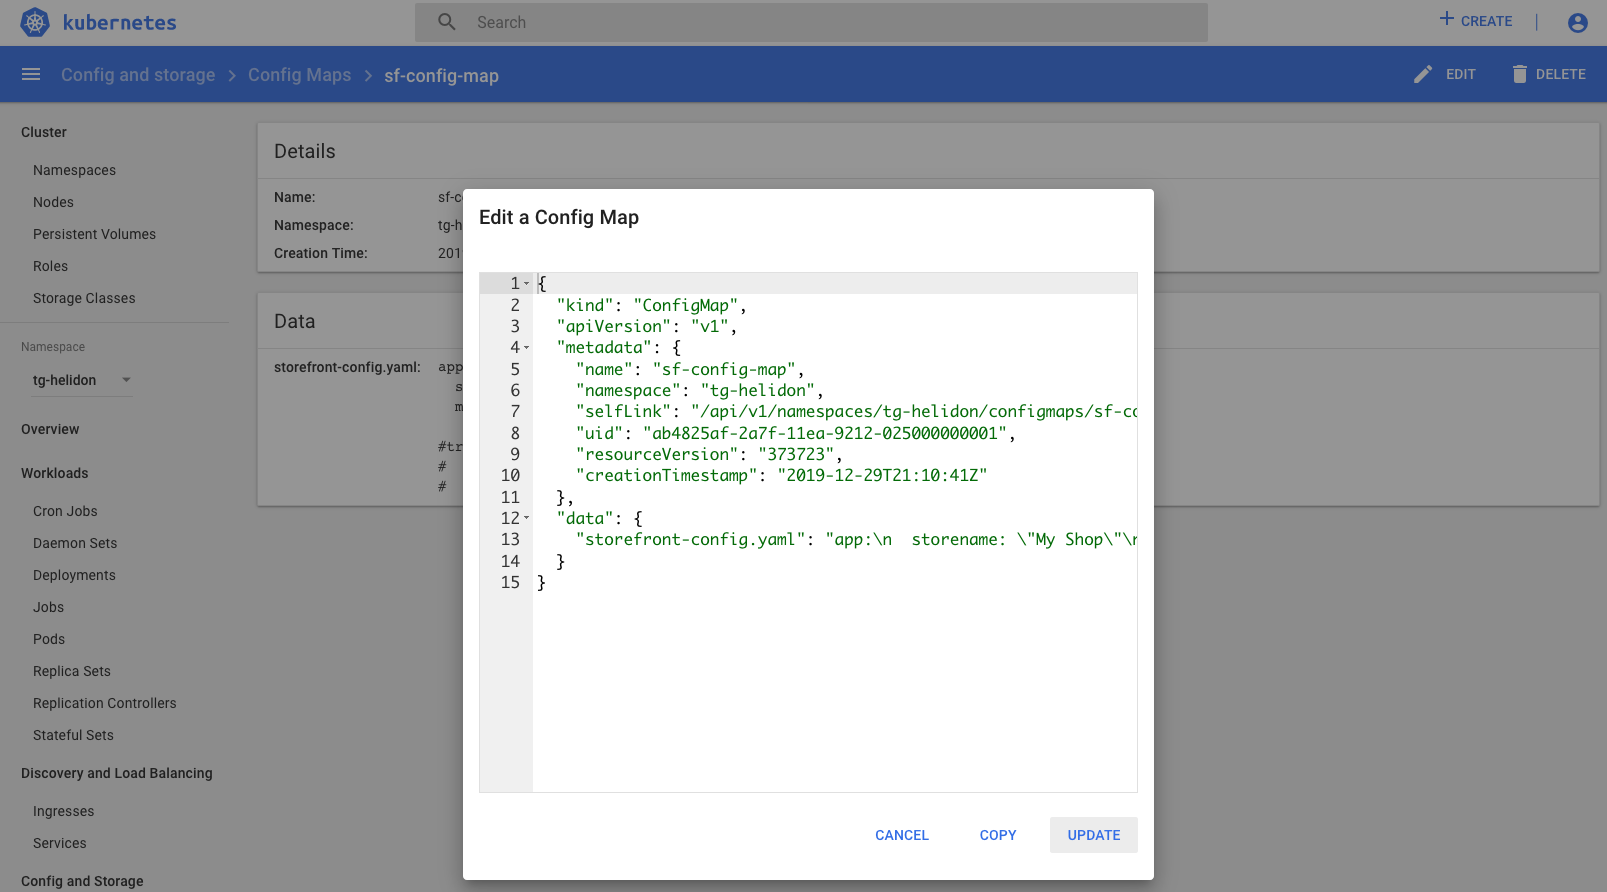 kubernetes
Search
CREATE
Config and storage > Config Maps > sf-config-map
EDIT
DELETE
Cluster
Namespaces
Nodes
Persistent Volumes
Roles
Storage Classes
Namespace
tg-helidon
Overview
Workloads
Cron Jobs
Daemon Sets
Deployments
Jobs
Pods
Replica Sets
Replication Controllers
Stateful Sets
Discovery and Load Balancing
Ingresses
Services
Config and Storage
Details
Name: sf-c
Namespace: tg-h
Creation Time: 201
Data
storefront-config.yaml: app
s
m
#tr
#
#
Edit a Config Map
1 {
2 "kind": "ConfigMap",
3 "apiVersion": "v1",
4 "metadata": {
5 "name": "sf-config-map",
6 "namespace": "tg-helidon",
7 "selfLink": "/api/v1/namespaces/tg-helidon/configmaps/sf-co
8 "uid": "ab4825af-2a7f-11ea-9212-025000000001",
9 "resourceVersion": "373723",
10 "creationTimestamp": "2019-12-29T21:10:41Z"
11 },
12 "data": {
13 "storefront-config.yaml": "app:\n  storename: \"My Shop\"\n
14 }
15 }
CANCEL
COPY
UPDATE